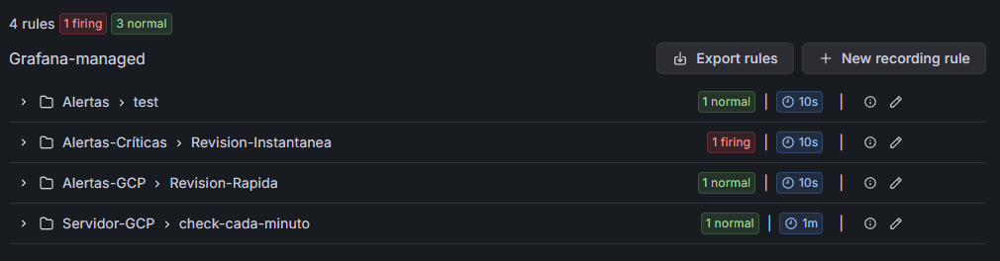 4 rules 1 firing 3 normal
Grafana-managed Export rules + New recording rule
> Alertas > test 1 normal | 10s |
> Alertas-Críticas > Revision-Instantanea 1 firing | 10s |
> Alertas-GCP > Revision-Rapida 1 normal | 10s |
> Servidor-GCP > check-cada-minuto 1 normal | 1m |